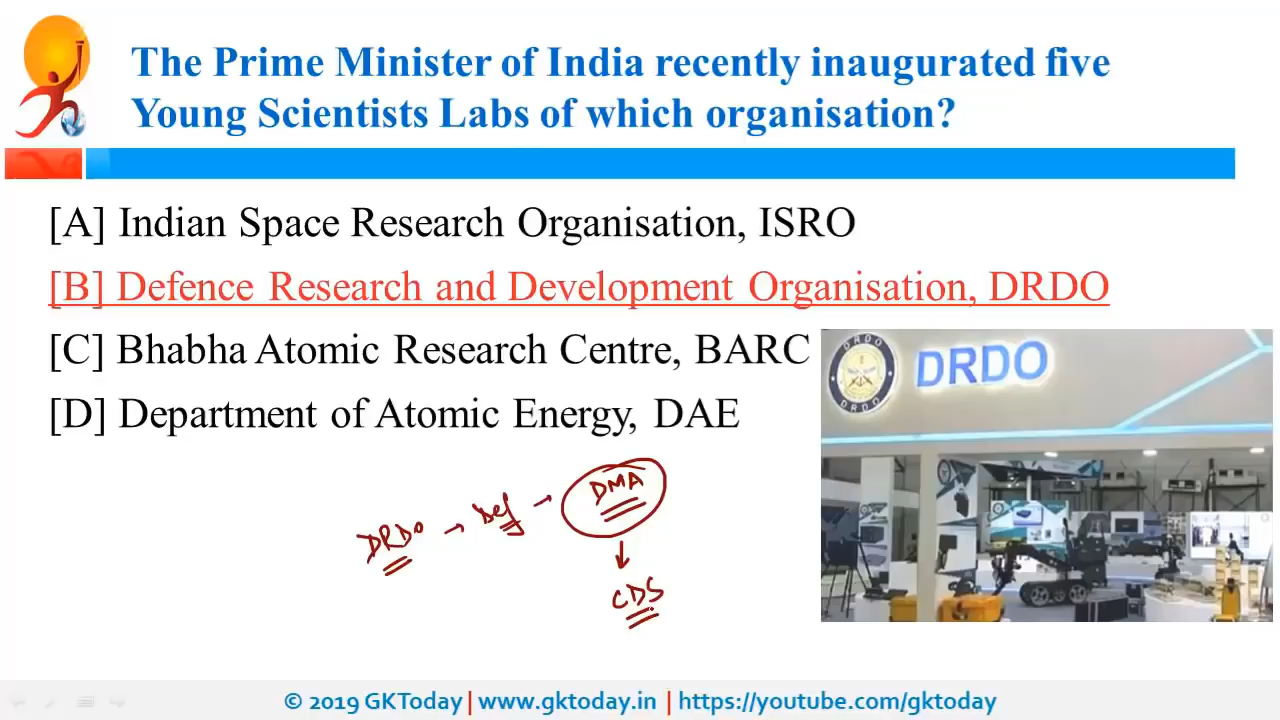 The Prime Minister of India recently inaugurated five
Young Scientists Labs of which organisation?
[A] Indian Space Research Organisation, ISRO
[B] Defence Research and Development Organisation, DRDO
[C] Bhabha Atomic Research Centre, BARC
[D] Department of Atomic Energy, DAE
DRDO
DRDO
DRDO
DRDO → Def → DMA
↓
CDS
© 2019 GKToday | www.gktoday.in | https://youtube.com/gktoday